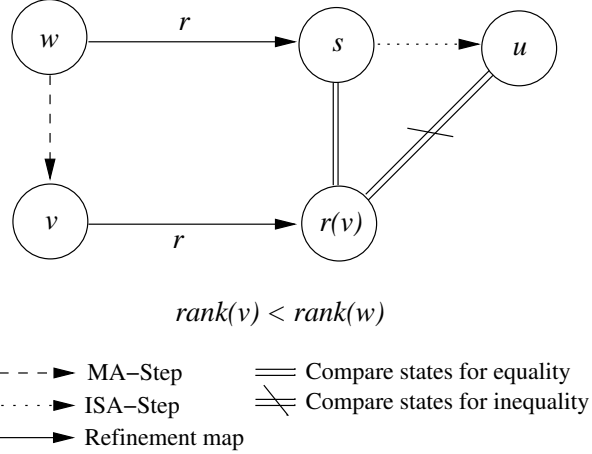 w r s u
v r r(v)
rank(v) < rank(w)
MA–Step Compare states for equality
ISA–Step Compare states for inequality
Refinement map